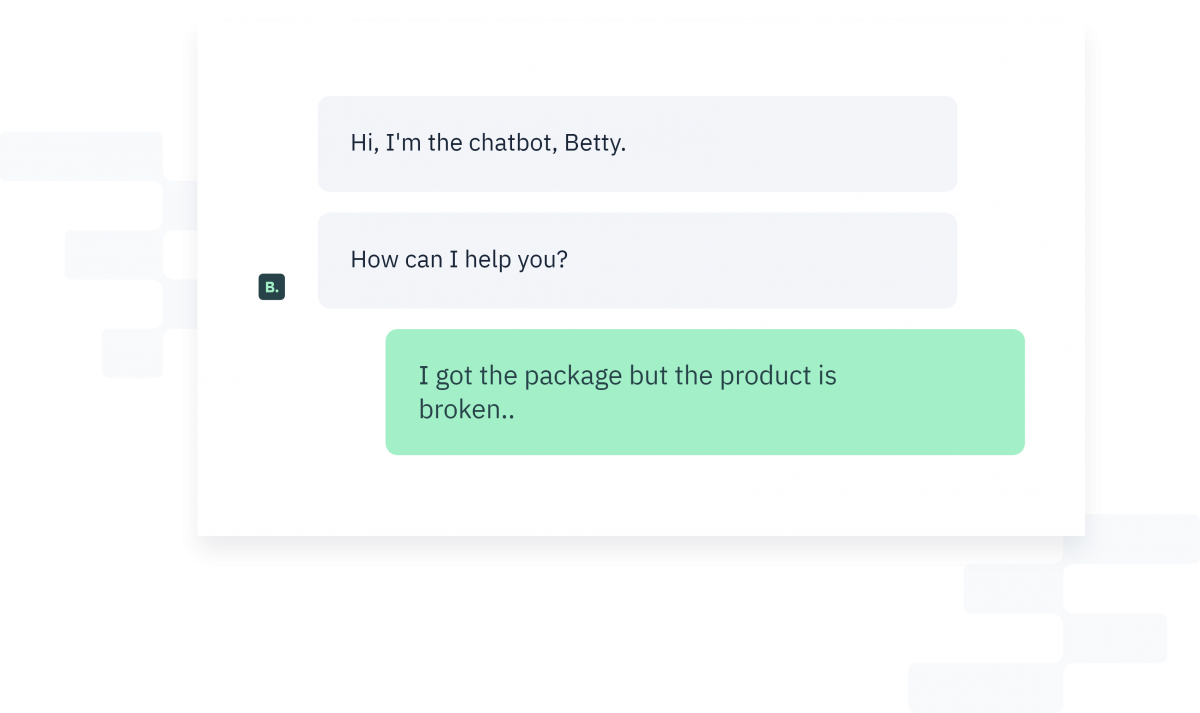 Hi, I'm the chatbot, Betty.
How can I help you?
B.
I got the package but the product is
broken..